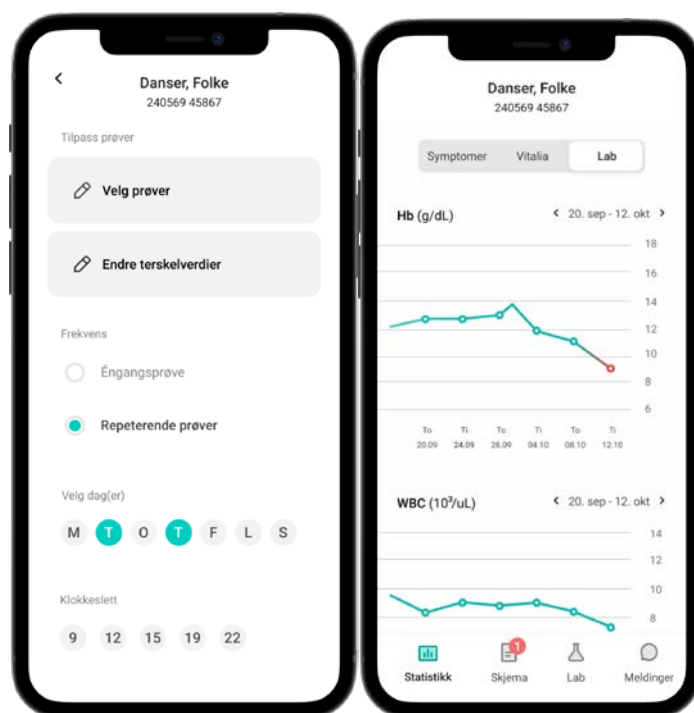 Danser, Folke
240569 45867
Tilpass prøver
Velg prøver
Endre terskelverdier
Frekvens
Éngangsprøve
Repeterende prøver
Velg dag(er)
M T O T F L S
Klokkeslett
9 12 15 19 22
Danser, Folke
240569 45867
Symptomer Vitalia Lab
Hb (g/dL) < 20. sep - 12. okt >
18
16
14
12
10
8
6
To Ti To Ti To Ti
20.09 24.09 28.09 04.10 08.10 12.10
WBC (10³/uL) < 20. sep - 12. okt >
14
12
10
8
1
Statistikk Skjema Lab Meldinger